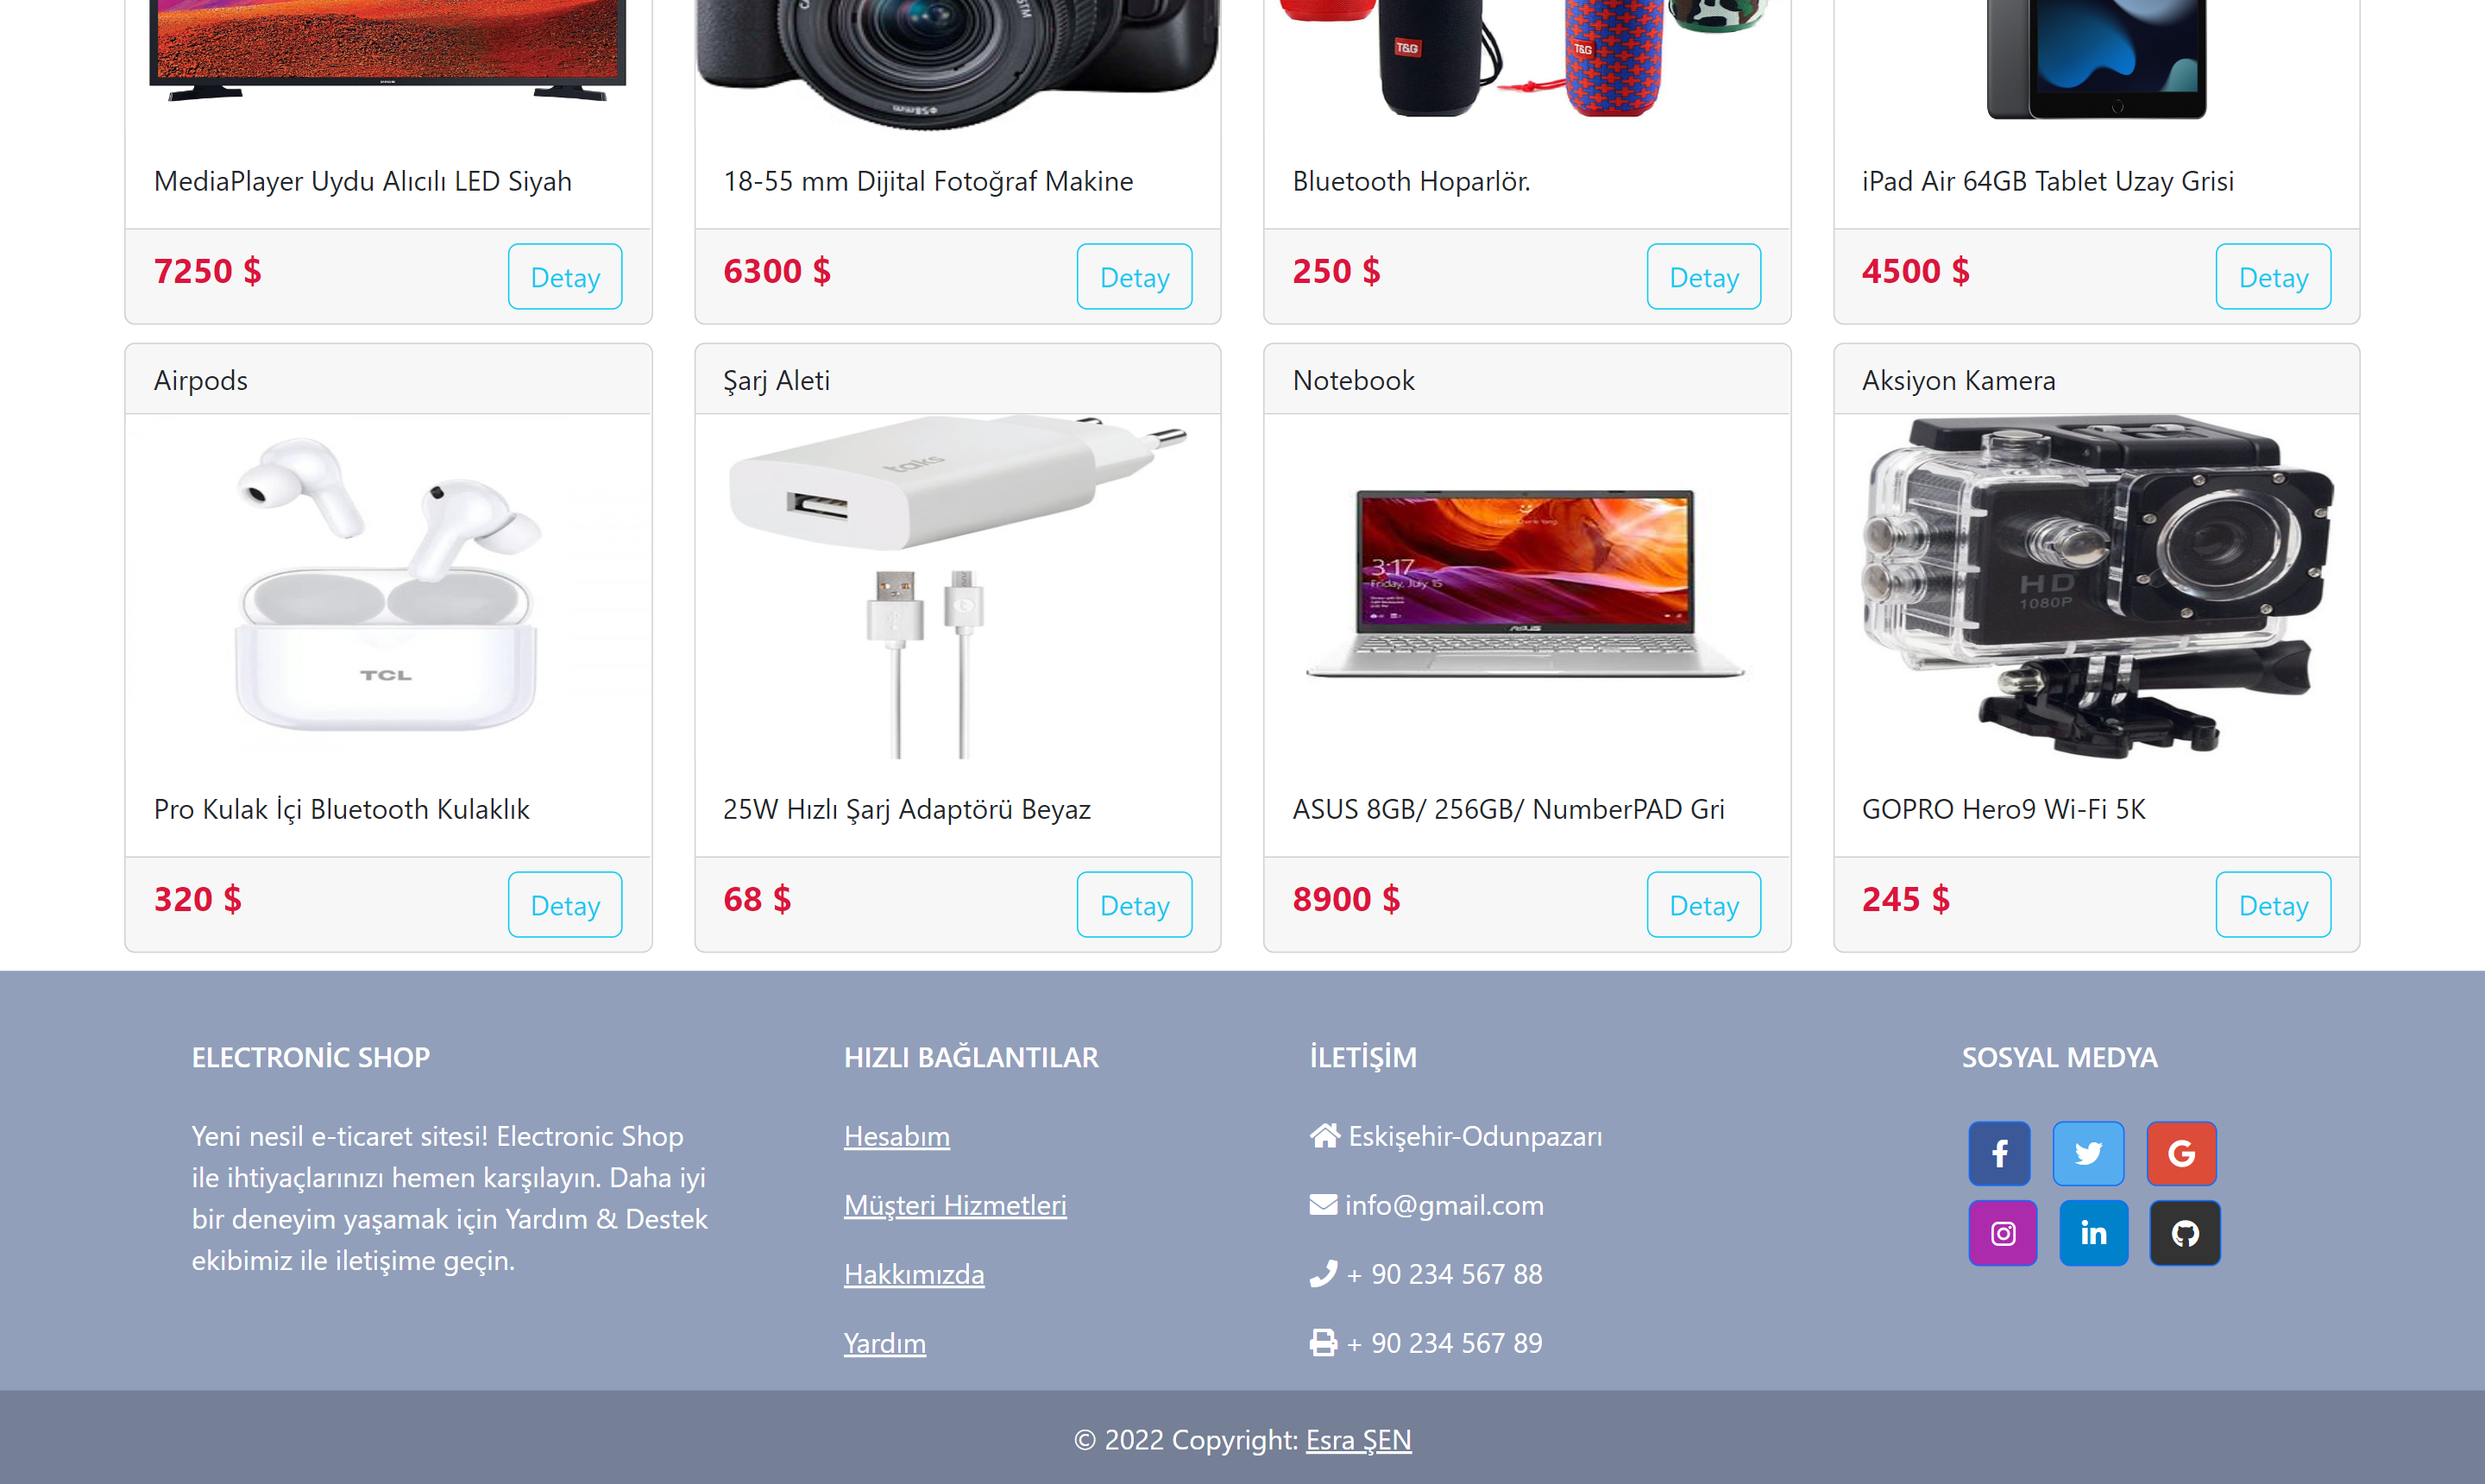 T&G
T&G
MediaPlayer Uydu Alıcılı LED Siyah
18-55 mm Dijital Fotoğraf Makine
Bluetooth Hoparlör.
iPad Air 64GB Tablet Uzay Grisi
7250 $
Detay
6300 $
Detay
250 $
Detay
4500 $
Detay
Airpods
Şarj Aleti
Notebook
Aksiyon Kamera
TCL
taks
3:17
Friday, July 15
ASUS
HD
1080P
Pro Kulak İçi Bluetooth Kulaklık
25W Hızlı Şarj Adaptörü Beyaz
ASUS 8GB/ 256GB/ NumberPAD Gri
GOPRO Hero9 Wi-Fi 5K
320 $
Detay
68 $
Detay
8900 $
Detay
245 $
Detay
ELECTRONİC SHOP
Yeni nesil e-ticaret sitesi! Electronic Shop
ile ihtiyaçlarınızı hemen karşılayın. Daha iyi
bir deneyim yaşamak için Yardım & Destek
ekibimiz ile iletişime geçin.
HIZLI BAĞLANTILAR
Hesabım
Müşteri Hizmetleri
Hakkımızda
Yardım
İLETİŞİM
Eskişehir-Odunpazarı
info@gmail.com
+ 90 234 567 88
+ 90 234 567 89
SOSYAL MEDYA
© 2022 Copyright: Esra ŞEN